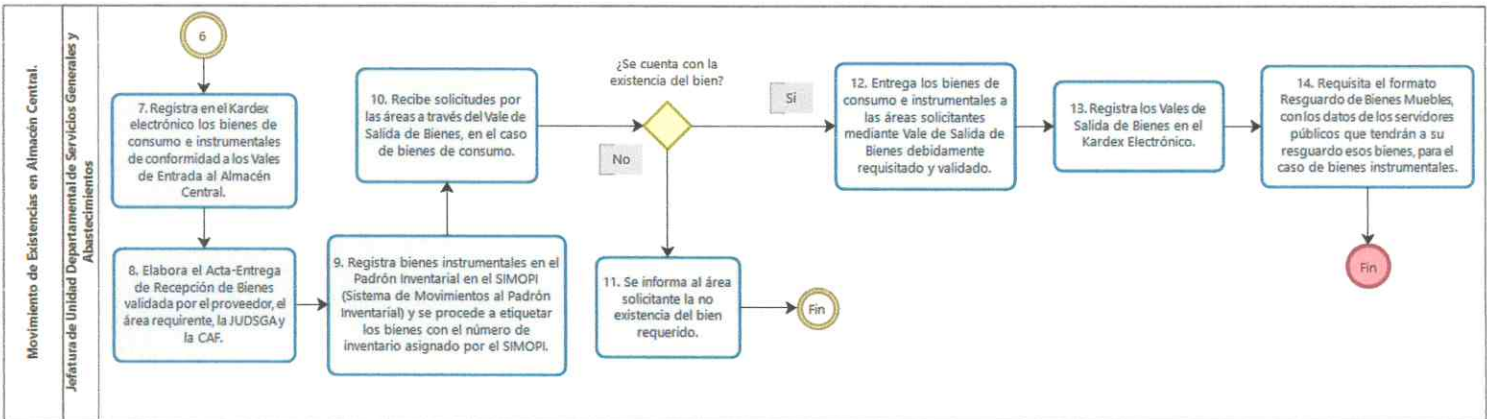 Movimiento de Existencias en Almacén Central.
Jefatura de Unidad Departamental de Servicios Generales y
Abastecimientos
6
7. Registra en el Kardex
electrónico los bienes de
consumo e instrumentales
de conformidad a los Vales
de Entrada al Almacén
Central.
8. Elabora el Acta-Entrega
de Recepción de Bienes
validada por el proveedor, el
área requirente, la JUDSGA y
la CAF.
9. Registra bienes instrumentales en el
Padrón Inventarial en el SIMOPI
(Sistema de Movimientos al Padrón
Inventarial) y se procede a etiquetar
los bienes con el número de
inventario asignado por el SIMOPI.
10. Recibe solicitudes por
las áreas a través del Vale de
Salida de Bienes, en el caso
de bienes de consumo.
¿Se cuenta con la
existencia del bien?
Si
No
11. Se informa al área
solicitante la no
existencia del bien
requerido.
Fin
12. Entrega los bienes de
consumo e instrumentales a
las áreas solicitantes
mediante Vale de Salida de
Bienes debidamente
requisitado y validado.
13. Registra los Vales de
Salida de Bienes en el
Kardex Electrónico.
14. Requisita el formato
Resguardo de Bienes Muebles,
con los datos de los servidores
públicos que tendrán a su
resguardo esos bienes, para el
caso de bienes instrumentales.
Fin